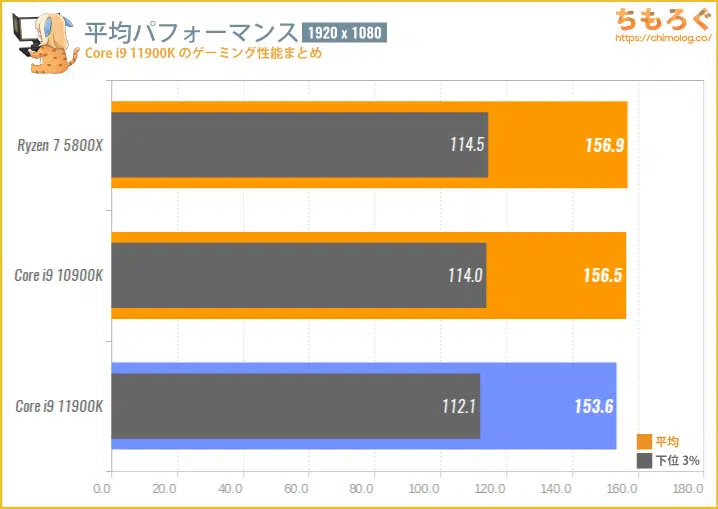 平均パフォーマンス 1920 x 1080
Core i9 11900K のゲーミング性能まとめ
ちもろぐ
https://chimolog.co/
Ryzen 7 5800X 114.5 156.9
Core i9 10900K 114.0 156.5
Core i9 11900K 112.1 153.6
平均
下位 3%
0.0 20.0 40.0 60.0 80.0 100.0 120.0 140.0 160.0 180.0